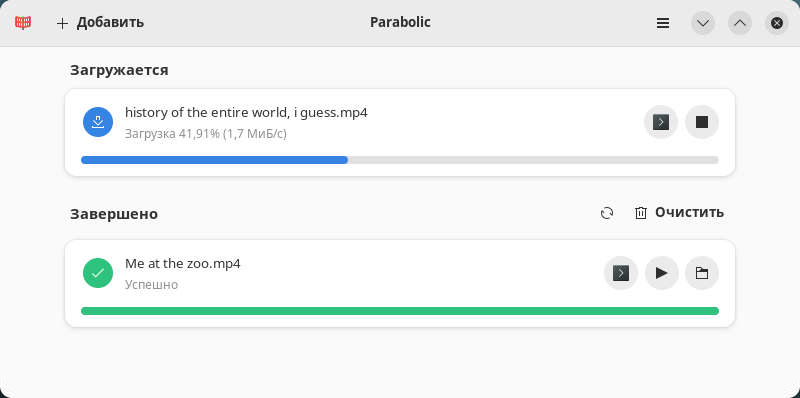 Добавить
Parabolic
Загружается
history of the entire world, i guess.mp4
Загрузка 41,91% (1,7 МиБ/с)
Завершено
Очистить
Me at the zoo.mp4
Успешно